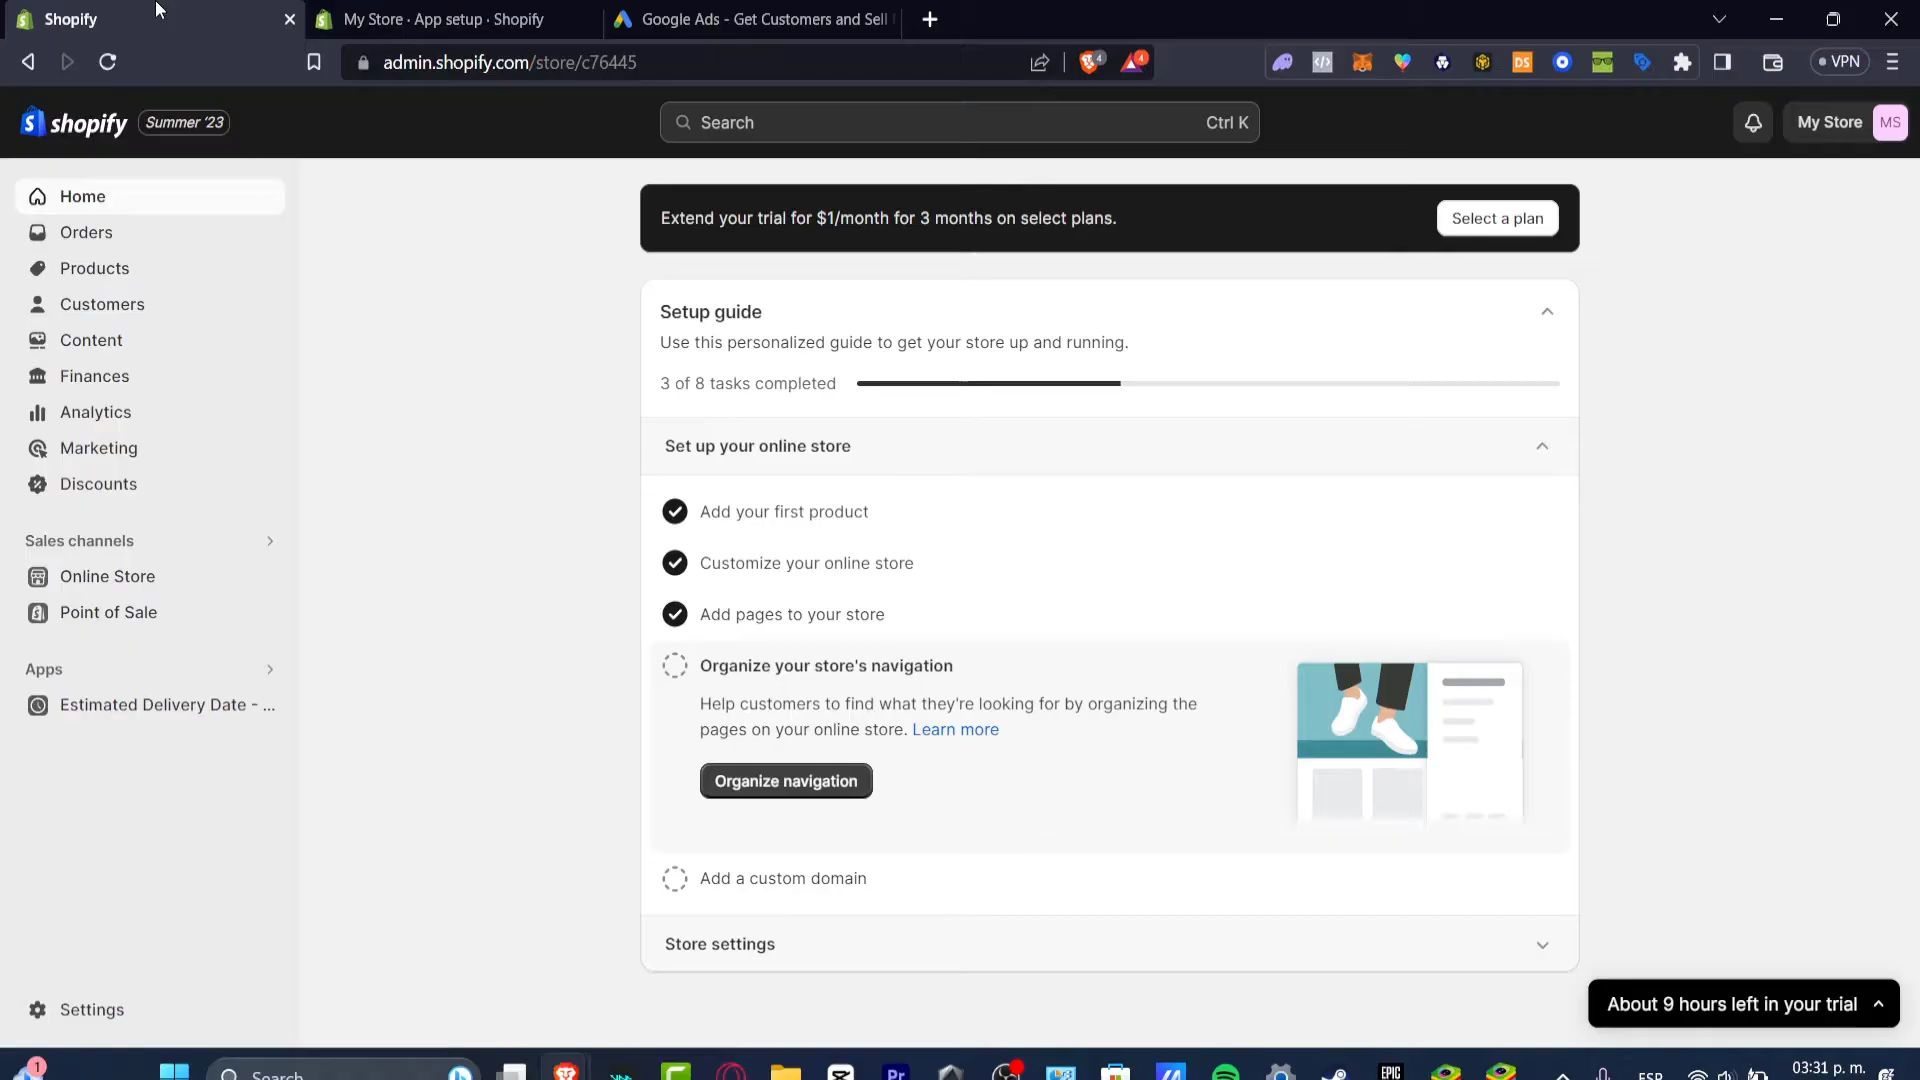 Shopify
My Store · App setup · Shopify
Google Ads - Get Customers and Sell
admin.shopify.com/store/c76445
4
4
DS
VPN
shopify
Summer '23
Search
Ctrl K
My Store
MS
Home
Orders
Products
Customers
Content
Finances
Analytics
Marketing
Discounts
Sales channels
Online Store
Point of Sale
Apps
Estimated Delivery Date - ...
Settings
Extend your trial for $1/month for 3 months on select plans.
Select a plan
Setup guide
Use this personalized guide to get your store up and running.
3 of 8 tasks completed
Set up your online store
Add your first product
Customize your online store
Add pages to your store
Organize your store's navigation
Help customers to find what they're looking for by organizing the
pages on your online store. Learn more
Organize navigation
Add a custom domain
Store settings
About 9 hours left in your trial
1
Search
Pr
EPIC
ESP
03:31 p. m.